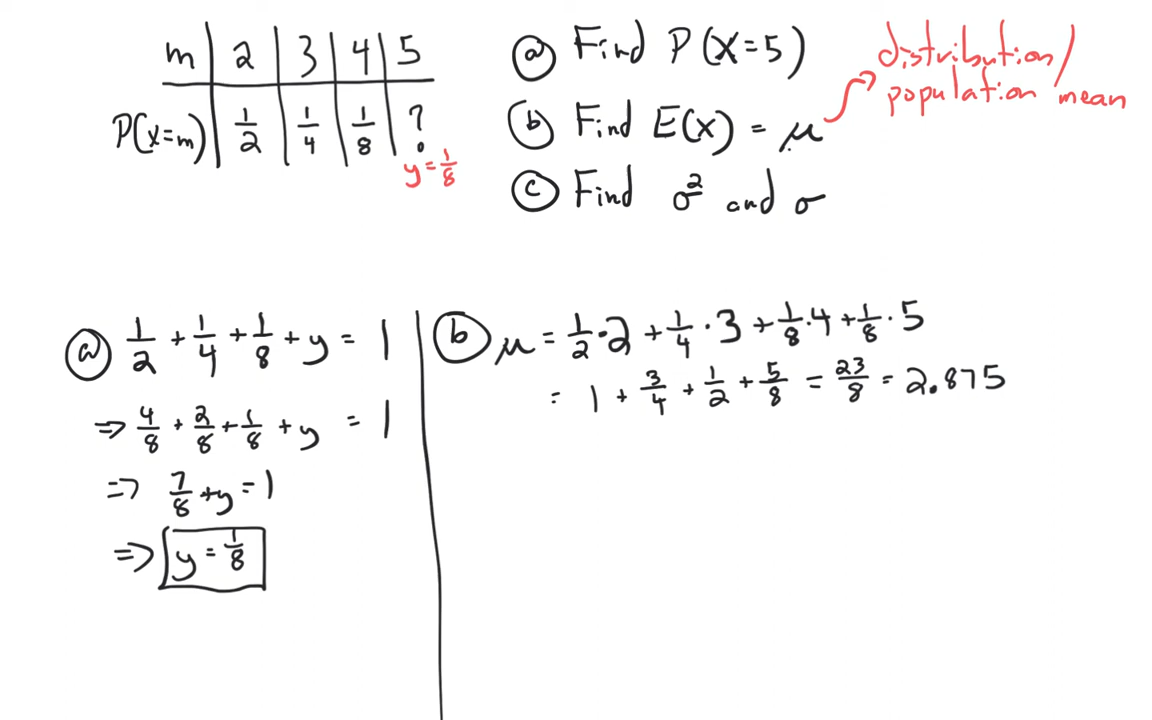 m 2 3 4 5
P(X=m) 1/2 1/4 1/8 ?
y = 1/8
(a) Find P(X=5)
(b) Find E(X) = μ
distribution/
population mean
(c) Find σ² and σ
(a) 1/2 + 1/4 + 1/8 + y = 1
⇒ 4/8 + 2/8 + 1/8 + y = 1
⇒ 7/8 + y = 1
⇒ y = 1/8
(b) μ = 1/2 · 2 + 1/4 · 3 + 1/8 · 4 + 1/8 · 5
= 1 + 3/4 + 1/2 + 5/8 = 23/8 = 2.875